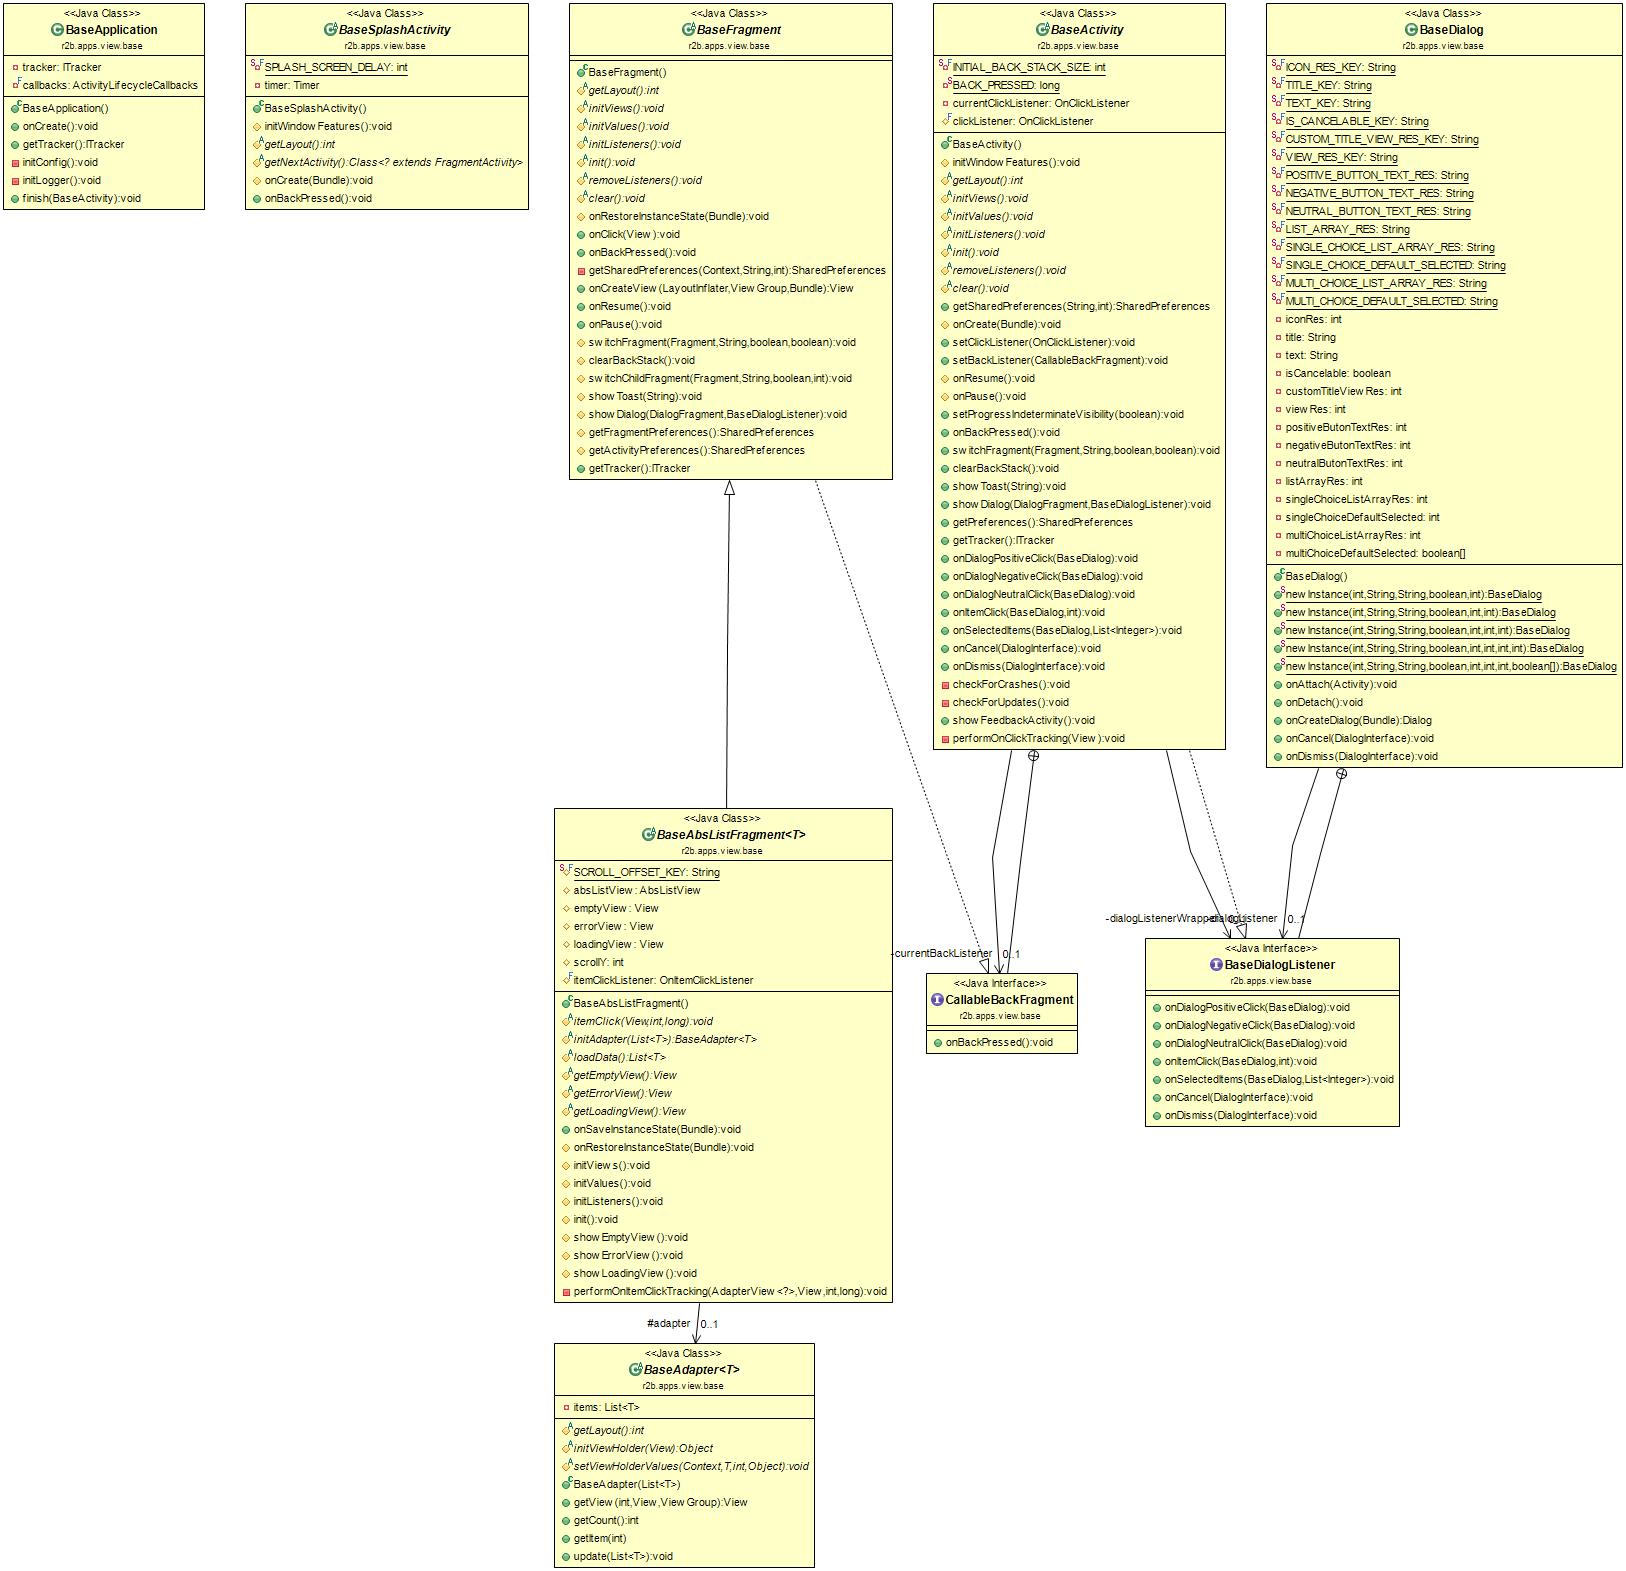 <<Java Class>>
BaseApplication
r2b.apps.view.base
tracker: ITracker
callbacks: ActivityLifecycleCallbacks
BaseApplication()
onCreate():void
getTracker():ITracker
initConfig():void
initLogger():void
finish(BaseActivity):void
<<Java Class>>
BaseSplashActivity
r2b.apps.view.base
SPLASH_SCREEN_DELAY: int
timer: Timer
BaseSplashActivity()
initWindowFeatures():void
getLayout():int
getNextActivity():Class<? extends FragmentActivity>
onCreate(Bundle):void
onBackPressed():void
<<Java Class>>
BaseFragment
r2b.apps.view.base
BaseFragment()
getLayout():int
initViews():void
initValues():void
initListeners():void
init():void
removeListeners():void
clear():void
onRestoreInstanceState(Bundle):void
onClick(View):void
onBackPressed():void
getSharedPreferences(Context,String,int):SharedPreferences
onCreateView(LayoutInflater,ViewGroup,Bundle):View
onResume():void
onPause():void
switchFragment(Fragment,String,boolean,boolean):void
clearBackStack():void
switchChildFragment(Fragment,String,boolean,int):void
showToast(String):void
showDialog(DialogFragment,BaseDialogListener):void
getFragmentPreferences():SharedPreferences
getActivityPreferences():SharedPreferences
getTracker():ITracker
<<Java Class>>
BaseActivity
r2b.apps.view.base
INITIAL_BACK_STACK_SIZE: int
BACK_PRESSED: long
currentClickListener: OnClickListener
clickListener: OnClickListener
BaseActivity()
initWindowFeatures():void
getLayout():int
initViews():void
initValues():void
initListeners():void
init():void
removeListeners():void
clear():void
getSharedPreferences(String,int):SharedPreferences
onCreate(Bundle):void
setClickListener(OnClickListener):void
setBackListener(CallableBackFragment):void
onResume():void
onPause():void
setProgressIndeterminateVisibility(boolean):void
onBackPressed():void
switchFragment(Fragment,String,boolean,boolean):void
clearBackStack():void
showToast(String):void
showDialog(DialogFragment,BaseDialogListener):void
getPreferences():SharedPreferences
getTracker():ITracker
onDialogPositiveClick(BaseDialog):void
onDialogNegativeClick(BaseDialog):void
onDialogNeutralClick(BaseDialog):void
onItemClick(BaseDialog,int):void
onSelectedItems(BaseDialog,List<Integer>):void
onCancel(DialogInterface):void
onDismiss(DialogInterface):void
checkForCrashes():void
checkForUpdates():void
showFeedbackActivity():void
performOnClickTracking(View):void
<<Java Class>>
BaseDialog
r2b.apps.view.base
ICON_RES_KEY: String
TITLE_KEY: String
TEXT_KEY: String
IS_CANCELABLE_KEY: String
CUSTOM_TITLE_VIEW_RES_KEY: String
VIEW_RES_KEY: String
POSITIVE_BUTTON_TEXT_RES: String
NEGATIVE_BUTTON_TEXT_RES: String
NEUTRAL_BUTTON_TEXT_RES: String
LIST_ARRAY_RES: String
SINGLE_CHOICE_LIST_ARRAY_RES: String
SINGLE_CHOICE_DEFAULT_SELECTED: String
MULTI_CHOICE_LIST_ARRAY_RES: String
MULTI_CHOICE_DEFAULT_SELECTED: String
iconRes: int
title: String
text: String
isCancelable: boolean
customTitleViewRes: int
viewRes: int
positiveButonTextRes: int
negativeButonTextRes: int
neutralButonTextRes: int
listArrayRes: int
singleChoiceListArrayRes: int
singleChoiceDefaultSelected: int
multiChoiceListArrayRes: int
multiChoiceDefaultSelected: boolean[]
BaseDialog()
newInstance(int,String,String,boolean,int):BaseDialog
newInstance(int,String,String,boolean,int,int):BaseDialog
newInstance(int,String,String,boolean,int,int,int):BaseDialog
newInstance(int,String,String,boolean,int,int,int,int):BaseDialog
newInstance(int,String,String,boolean,int,int,int,boolean[]):BaseDialog
onAttach(Activity):void
onDetach():void
onCreateDialog(Bundle):Dialog
onCancel(DialogInterface):void
onDismiss(DialogInterface):void
<<Java Class>>
BaseAbsListFragment<T>
r2b.apps.view.base
SCROLL_OFFSET_KEY: String
absListView: AbsListView
emptyView: View
errorView: View
loadingView: View
scrollY: int
itemClickListener: OnItemClickListener
BaseAbsListFragment()
itemClick(View,int,long):void
initAdapter(List<T>):BaseAdapter<T>
loadData():List<T>
getEmptyView():View
getErrorView():View
getLoadingView():View
onSaveInstanceState(Bundle):void
onRestoreInstanceState(Bundle):void
initViews():void
initValues():void
initListeners():void
init():void
showEmptyView():void
showErrorView():void
showLoadingView():void
performOnItemClickTracking(AdapterView<?>,View,int,long):void
-currentBackListener
0..1
<<Java Interface>>
CallableBackFragment
r2b.apps.view.base
onBackPressed():void
-dialogListenerWrapper
-dialogListener
0..1
<<Java Interface>>
BaseDialogListener
r2b.apps.view.base
onDialogPositiveClick(BaseDialog):void
onDialogNegativeClick(BaseDialog):void
onDialogNeutralClick(BaseDialog):void
onItemClick(BaseDialog,int):void
onSelectedItems(BaseDialog,List<Integer>):void
onCancel(DialogInterface):void
onDismiss(DialogInterface):void
#adapter
0..1
<<Java Class>>
BaseAdapter<T>
r2b.apps.view.base
items: List<T>
getLayout():int
initViewHolder(View):Object
setViewHolderValues(Context,T,int,Object):void
BaseAdapter(List<T>)
getView(int,View,ViewGroup):View
getCount():int
getItem(int)
update(List<T>):void